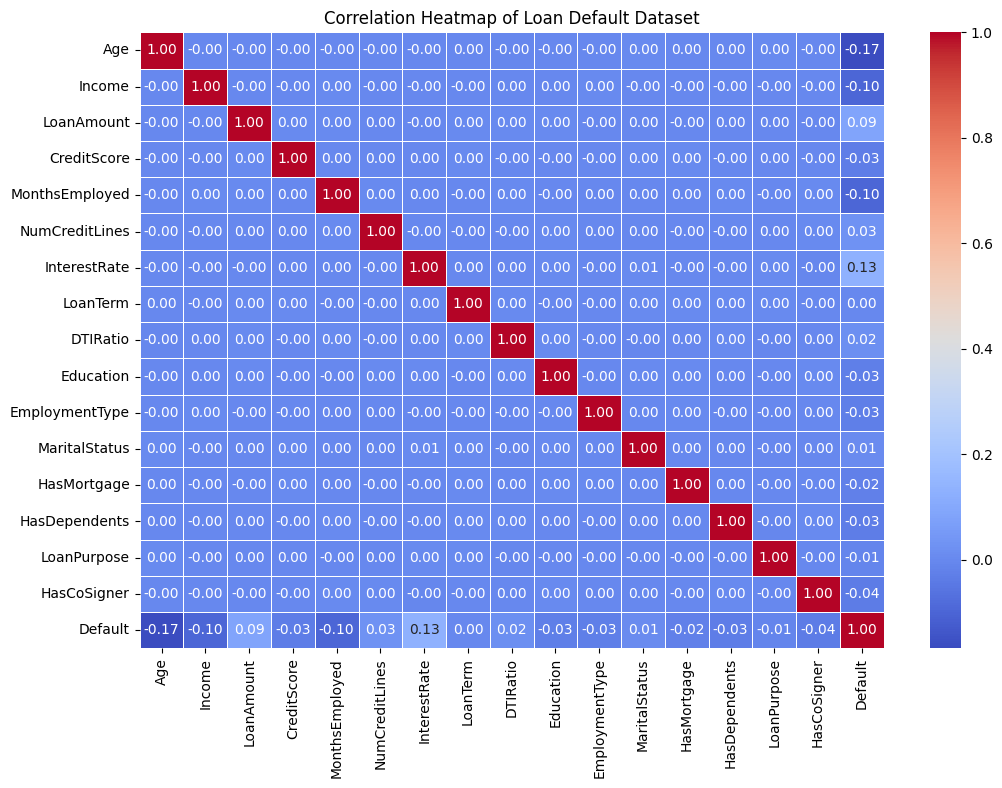 Correlation Heatmap of Loan Default Dataset
Age 1.00 -0.00 -0.00 -0.00 -0.00 -0.00 -0.00 0.00 -0.00 -0.00 -0.00 0.00 -0.00 0.00 0.00 -0.00 -0.17
Income -0.00 1.00 -0.00 -0.00 -0.00 -0.00 -0.00 -0.00 0.00 0.00 0.00 -0.00 -0.00 0.00 -0.00 -0.00 -0.10
LoanAmount -0.00 -0.00 1.00 0.00 0.00 0.00 -0.00 0.00 0.00 0.00 -0.00 -0.00 -0.00 -0.00 0.00 -0.00 0.09
CreditScore -0.00 -0.00 0.00 1.00 0.00 0.00 0.00 0.00 -0.00 -0.00 -0.00 0.00 0.00 -0.00 0.00 -0.00 -0.03
MonthsEmployed -0.00 -0.00 0.00 0.00 1.00 0.00 0.00 -0.00 0.00 -0.00 -0.00 0.00 0.00 0.00 -0.00 0.00 -0.10
NumCreditLines -0.00 -0.00 0.00 0.00 0.00 1.00 -0.00 -0.00 -0.00 0.00 0.00 0.00 0.00 -0.00 -0.00 0.00 0.03
InterestRate -0.00 -0.00 -0.00 0.00 0.00 -0.00 1.00 0.00 0.00 0.00 -0.00 0.01 -0.00 -0.00 0.00 -0.00 0.13
LoanTerm 0.00 -0.00 0.00 0.00 -0.00 -0.00 0.00 1.00 0.00 -0.00 -0.00 0.00 -0.00 0.00 -0.00 0.00 0.00
DTIRatio -0.00 0.00 0.00 -0.00 0.00 -0.00 0.00 0.00 1.00 0.00 -0.00 -0.00 0.00 0.00 0.00 -0.00 0.02
Education -0.00 0.00 0.00 -0.00 -0.00 0.00 0.00 -0.00 0.00 1.00 -0.00 0.00 -0.00 0.00 -0.00 0.00 -0.03
EmploymentType -0.00 0.00 -0.00 -0.00 -0.00 0.00 -0.00 -0.00 -0.00 -0.00 1.00 0.00 0.00 -0.00 -0.00 0.00 -0.03
MaritalStatus 0.00 -0.00 -0.00 0.00 0.00 0.00 0.01 0.00 -0.00 0.00 0.00 1.00 0.00 0.00 -0.00 0.00 0.01
HasMortgage -0.00 -0.00 -0.00 0.00 0.00 0.00 -0.00 -0.00 0.00 -0.00 0.00 0.00 1.00 0.00 -0.00 -0.00 -0.02
HasDependents 0.00 0.00 -0.00 -0.00 0.00 -0.00 -0.00 0.00 0.00 0.00 -0.00 0.00 0.00 1.00 -0.00 0.00 -0.03
LoanPurpose 0.00 -0.00 0.00 0.00 -0.00 -0.00 0.00 -0.00 0.00 -0.00 -0.00 -0.00 -0.00 -0.00 1.00 -0.00 -0.01
HasCoSigner -0.00 -0.00 -0.00 -0.00 0.00 0.00 -0.00 0.00 -0.00 0.00 0.00 0.00 -0.00 0.00 -0.00 1.00 -0.04
Default -0.17 -0.10 0.09 -0.03 -0.10 0.03 0.13 0.00 0.02 -0.03 -0.03 0.01 -0.02 -0.03 -0.01 -0.04 1.00
Age Income LoanAmount CreditScore MonthsEmployed NumCreditLines InterestRate LoanTerm DTIRatio Education EmploymentType MaritalStatus HasMortgage HasDependents LoanPurpose HasCoSigner Default
1.0
0.8
0.6
0.4
0.2
0.0